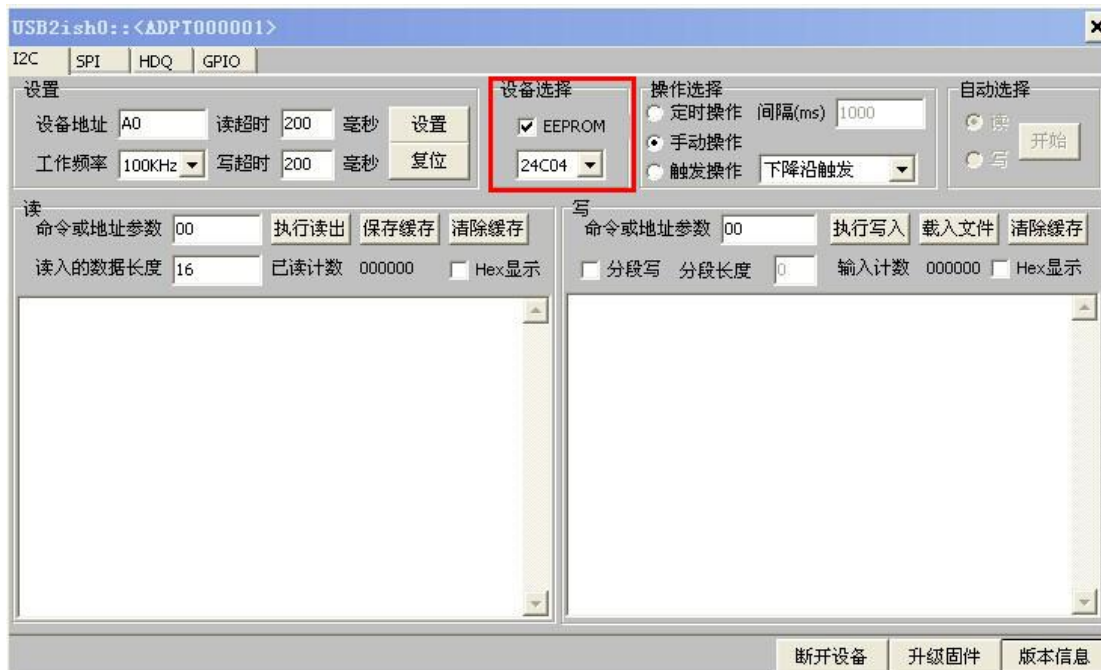 USB2ish0::<ADPT000001>
I2C SPI HDQ GPIO
设置 设备选择 操作选择 自动选择
设备地址 A0 读超时 200 毫秒 设置 EEPROM 定时操作 间隔(ms) 1000 读 开始
手动操作
工作频率 100KHz 写超时 200 毫秒 复位 24C04 触发操作 下降沿触发 写
读 写
命令或地址参数 00 执行读出 保存缓存 清除缓存 命令或地址参数 00 执行写入 载入文件 清除缓存
读入的数据长度 16 已读计数 000000 Hex显示 分段写 分段长度 0 输入计数 000000 Hex显示
断开设备 升级固件 版本信息